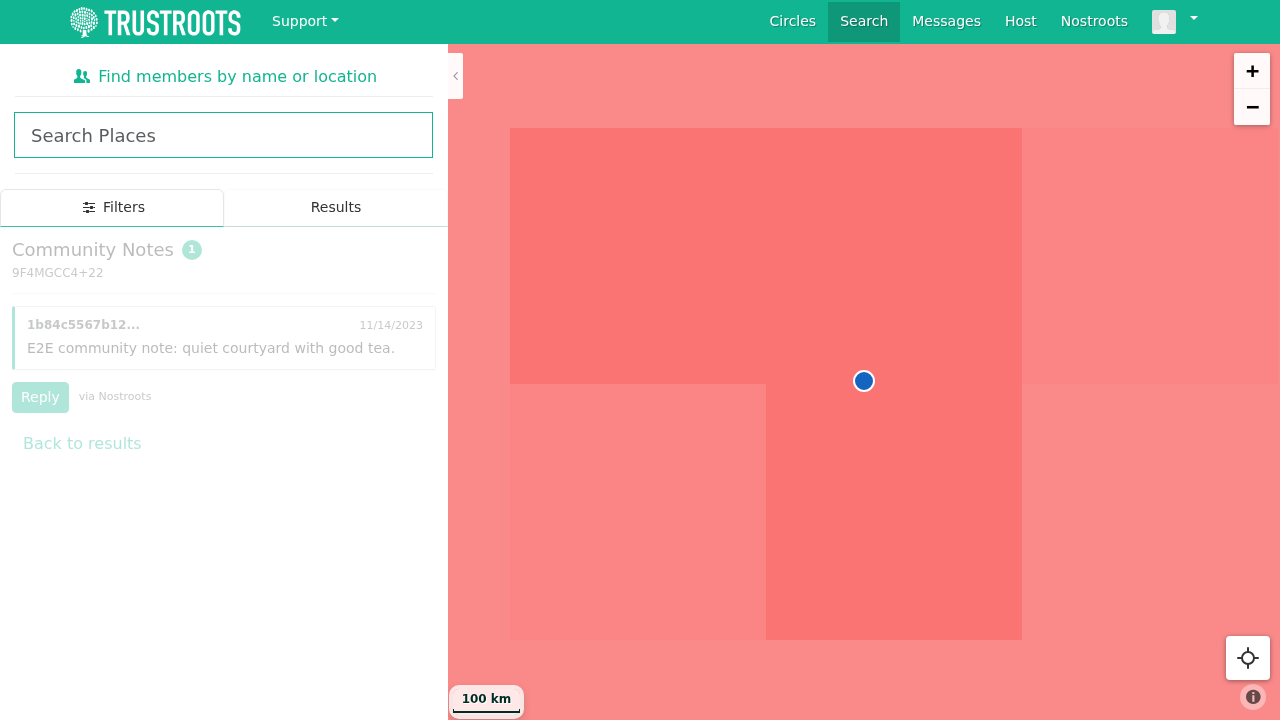 TRUSTROOTS
Support
Circles
Search
Messages
Host
Nostroots
Find members by name or location
Search Places
Filters
Results
Community Notes 1
9F4MGCC4+22
1b84c5567b12...
11/14/2023
E2E community note: quiet courtyard with good tea.
Reply
via Nostroots
Back to results
+
−
100 km